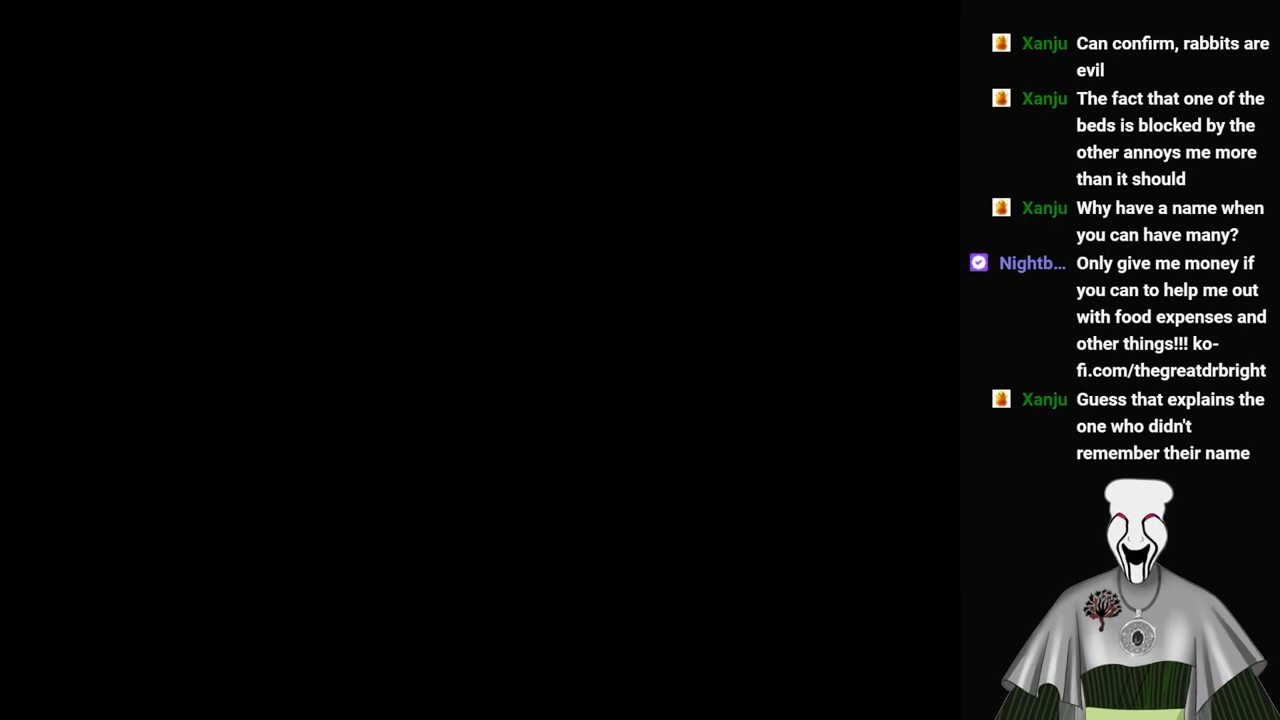 Xanju Can confirm, rabbits are
evil
Xanju The fact that one of the
beds is blocked by the
other annoys me more
than it should
Xanju Why have a name when
you can have many?
Nightb… Only give me money if
you can to help me out
with food expenses and
other things!!! ko-
fi.com/thegreatdrbright
Xanju Guess that explains the
one who didn't
remember their name